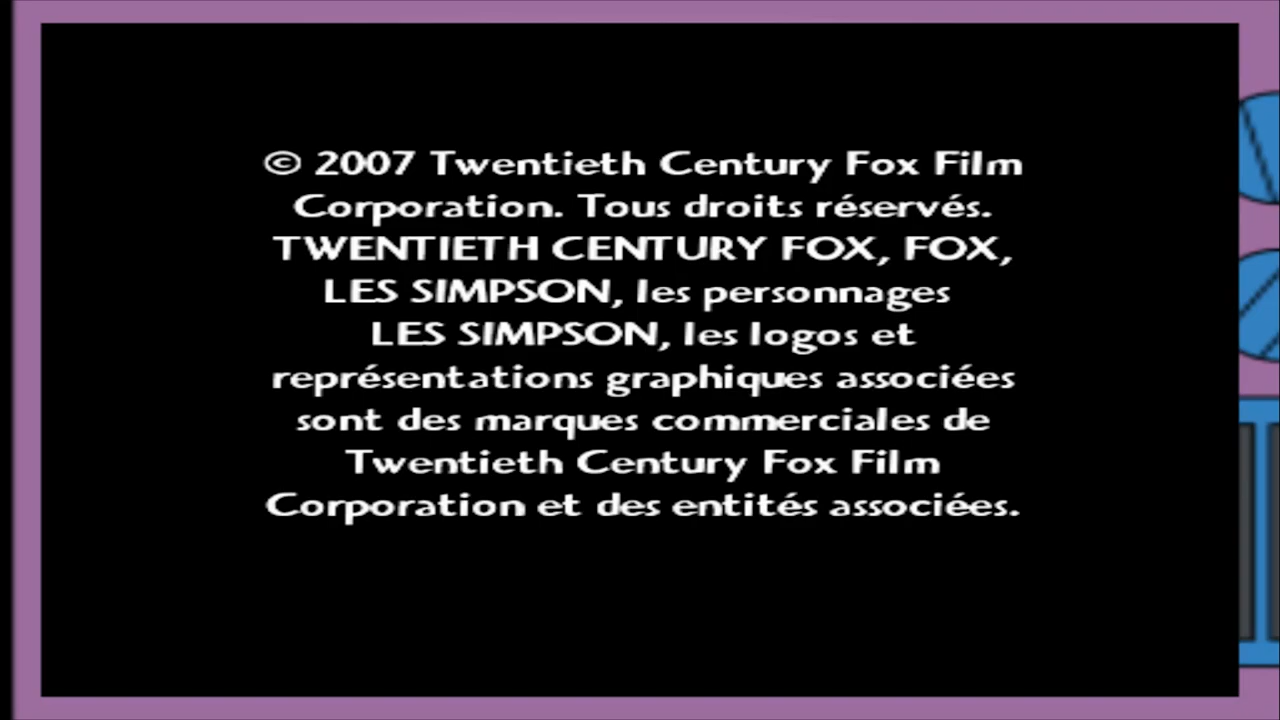 © 2007 Twentieth Century Fox Film
Corporation. Tous droits réservés.
TWENTIETH CENTURY FOX, FOX,
LES SIMPSON, les personnages
LES SIMPSON, les logos et
représentations graphiques associées
sont des marques commerciales de
Twentieth Century Fox Film
Corporation et des entités associées.